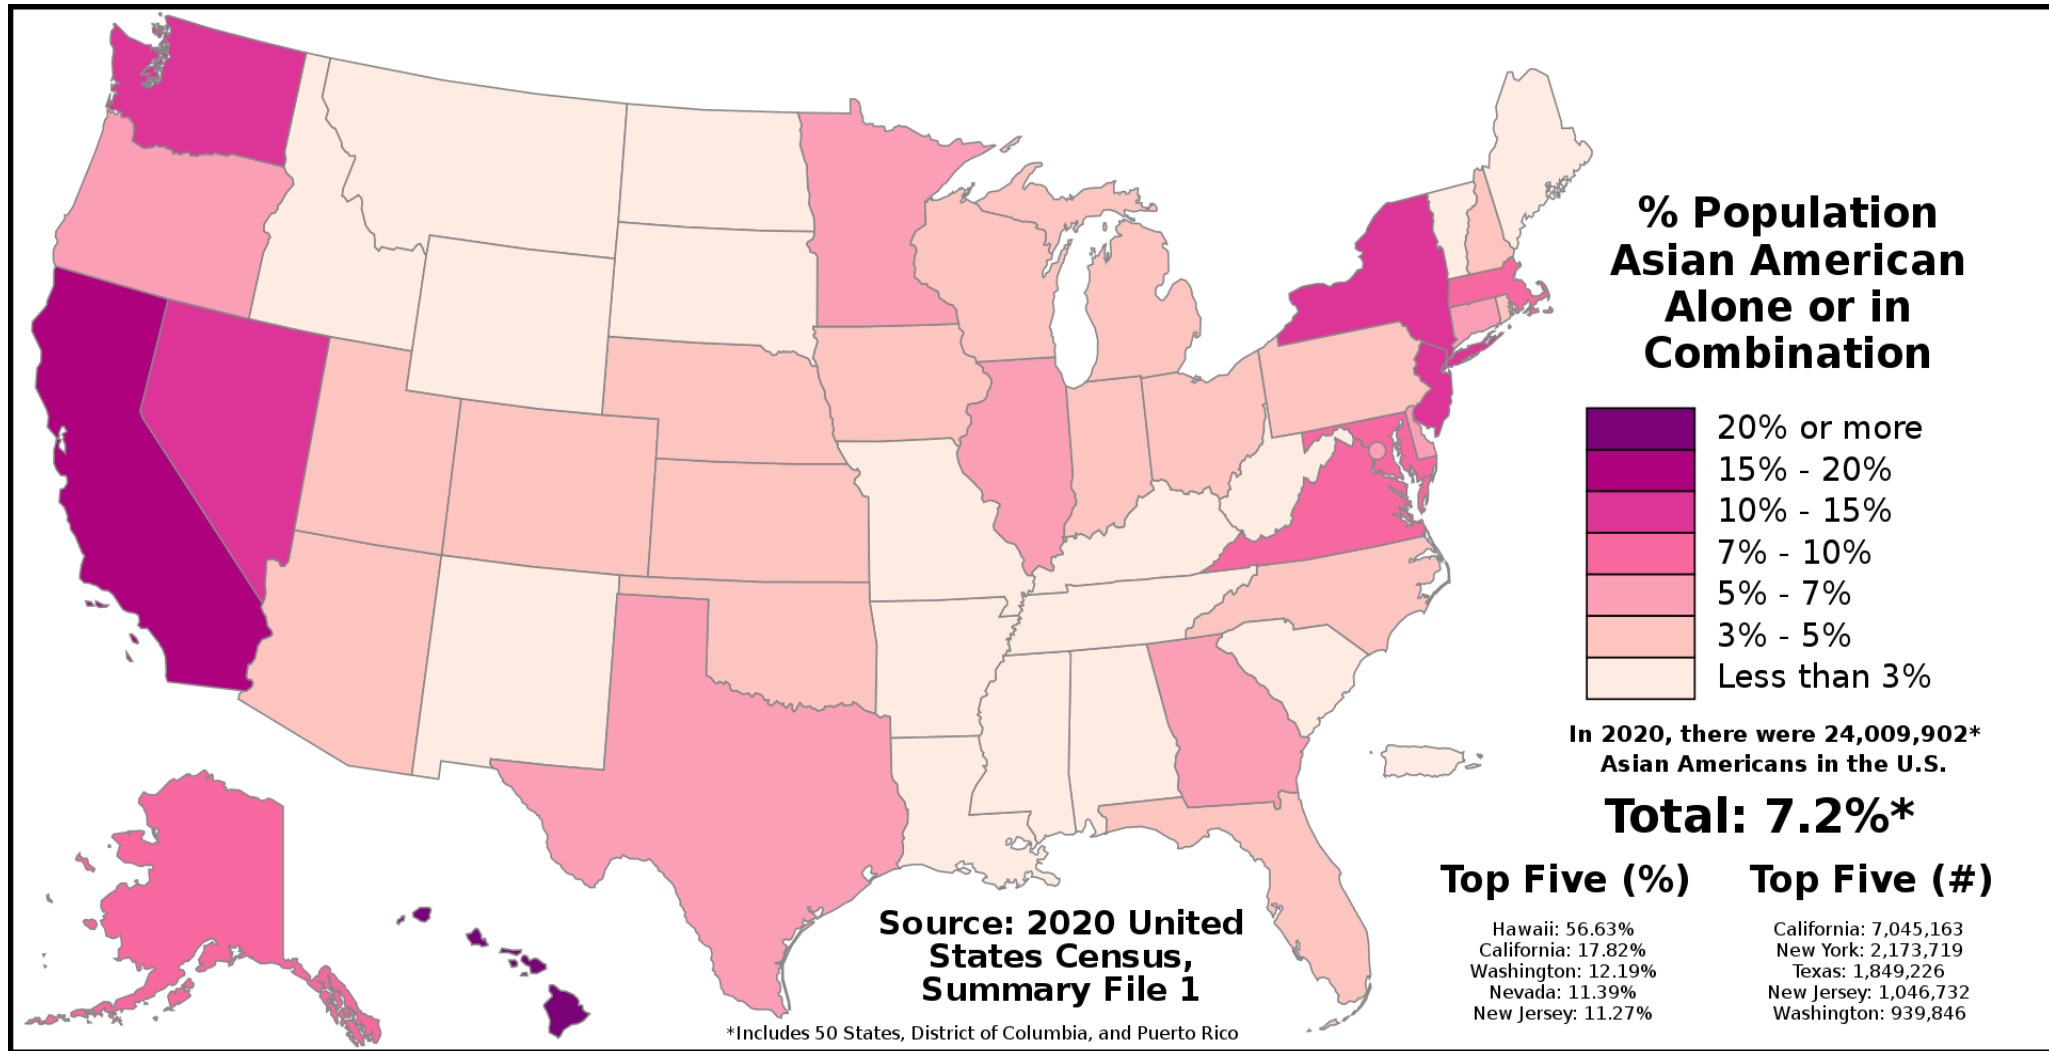 % Population
Asian American
Alone or in
Combination
20% or more
15% - 20%
10% - 15%
7% - 10%
5% - 7%
3% - 5%
Less than 3%
In 2020, there were 24,009,902*
Asian Americans in the U.S.
Total: 7.2%*
Top Five (%)
Hawaii: 56.63%
California: 17.82%
Washington: 12.19%
Nevada: 11.39%
New Jersey: 11.27%
Top Five (#)
California: 7,045,163
New York: 2,173,719
Texas: 1,849,226
New Jersey: 1,046,732
Washington: 939,846
Source: 2020 United
States Census,
Summary File 1
*Includes 50 States, District of Columbia, and Puerto Rico